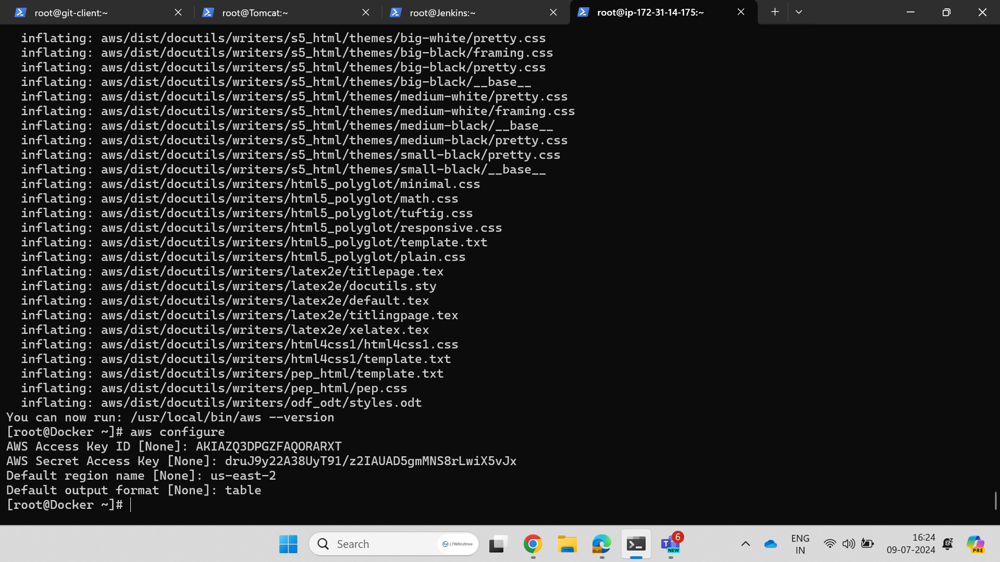 root@git-client:~
root@Tomcat:~
root@Jenkins:~
root@ip-172-31-14-175:~
inflating: aws/dist/docutils/writers/s5_html/themes/big-white/pretty.css
inflating: aws/dist/docutils/writers/s5_html/themes/big-black/framing.css
inflating: aws/dist/docutils/writers/s5_html/themes/big-black/pretty.css
inflating: aws/dist/docutils/writers/s5_html/themes/big-black/__base__
inflating: aws/dist/docutils/writers/s5_html/themes/medium-white/pretty.css
inflating: aws/dist/docutils/writers/s5_html/themes/medium-white/framing.css
inflating: aws/dist/docutils/writers/s5_html/themes/medium-black/__base__
inflating: aws/dist/docutils/writers/s5_html/themes/medium-black/pretty.css
inflating: aws/dist/docutils/writers/s5_html/themes/small-black/pretty.css
inflating: aws/dist/docutils/writers/s5_html/themes/small-black/__base__
inflating: aws/dist/docutils/writers/html5_polyglot/minimal.css
inflating: aws/dist/docutils/writers/html5_polyglot/math.css
inflating: aws/dist/docutils/writers/html5_polyglot/tuftig.css
inflating: aws/dist/docutils/writers/html5_polyglot/responsive.css
inflating: aws/dist/docutils/writers/html5_polyglot/template.txt
inflating: aws/dist/docutils/writers/html5_polyglot/plain.css
inflating: aws/dist/docutils/writers/latex2e/titlepage.tex
inflating: aws/dist/docutils/writers/latex2e/docutils.sty
inflating: aws/dist/docutils/writers/latex2e/default.tex
inflating: aws/dist/docutils/writers/latex2e/titlingpage.tex
inflating: aws/dist/docutils/writers/latex2e/xelatex.tex
inflating: aws/dist/docutils/writers/html4css1/html4css1.css
inflating: aws/dist/docutils/writers/html4css1/template.txt
inflating: aws/dist/docutils/writers/pep_html/template.txt
inflating: aws/dist/docutils/writers/pep_html/pep.css
inflating: aws/dist/docutils/writers/odf_odt/styles.odt
You can now run: /usr/local/bin/aws --version
[root@Docker ~]# aws configure
AWS Access Key ID [None]: AKIAZQ3DPGZFAQORARXT
AWS Secret Access Key [None]: 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
Default region name [None]: us-east-2
Default output format [None]: table
[root@Docker ~]#
Search
LTIMindtree
6
NEW
ENG
IN
16:24
09-07-2024
PRE